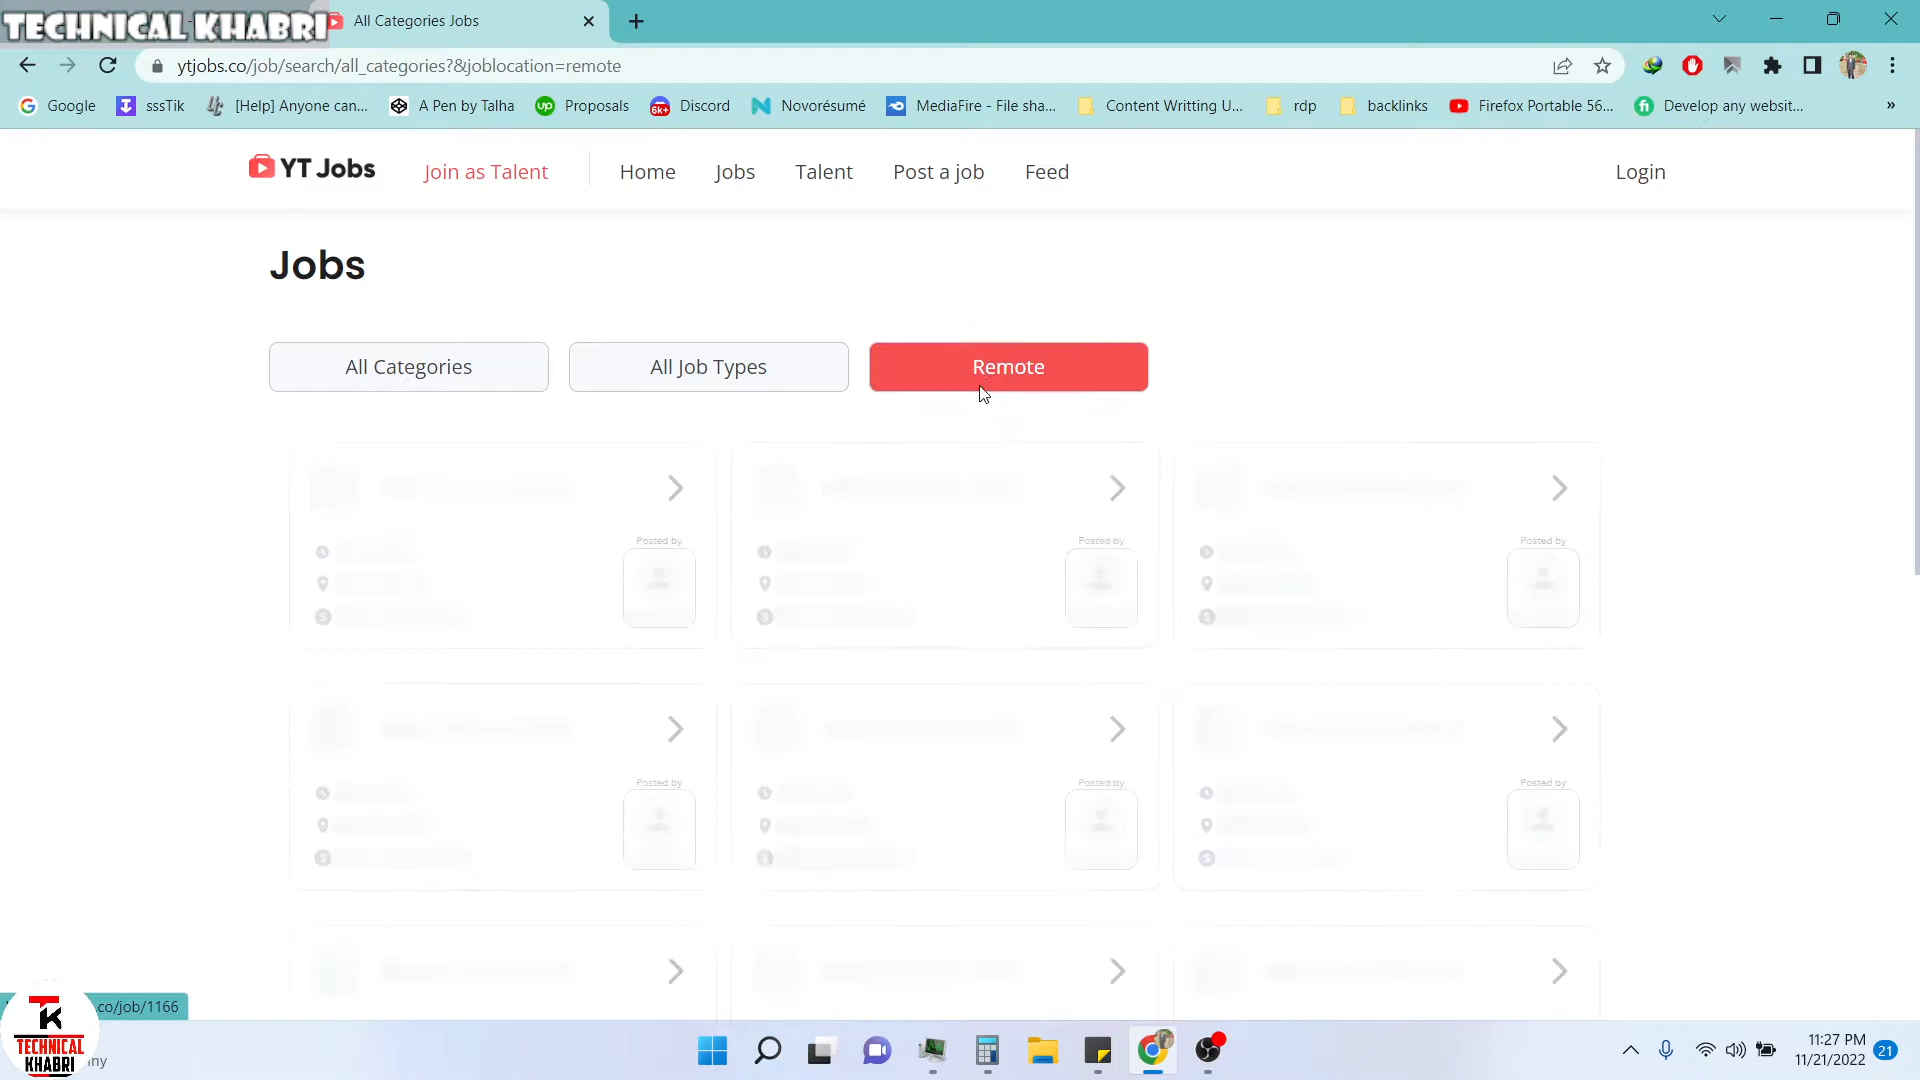 TECHNICAL KHABRI
All Categories Jobs
ytjobs.co/job/search/all_categories?&joblocation=remote
Google
sssTik
[Help] Anyone can...
A Pen by Talha
Proposals
6k+
Discord
Novorésumé
MediaFire - File sha...
Content Writting U...
rdp
backlinks
Firefox Portable 56...
Develop any websit...
»
YT Jobs
Join as Talent
Home
Jobs
Talent
Post a job
Feed
Login
Jobs
All Categories
All Job Types
Remote
Posted by
Posted by
Posted by
Posted by
Posted by
Posted by
co/job/1166
TK
TECHNICAL
KHABRI
ny
11:27 PM
11/21/2022
21